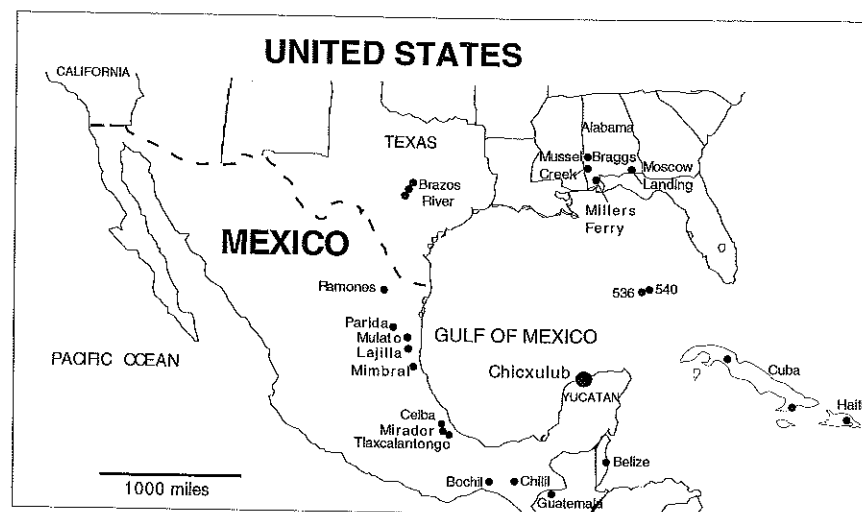 UNITED STATES
CALIFORNIA
TEXAS
Alabama
Mussel Braggs
Creek
Moscow
Landing
Millers
Ferry
Brazos
River
MEXICO
Ramones
536 540
Parida
Mulato
Lajilla
Mimbral
GULF OF MEXICO
PACIFIC OCEAN
Chicxulub
YUCATAN
Cuba
Haiti
Ceiba
Mirador
Tlaxcalantongo
Belize
Bochil
Chilil
Guatemala
1000 miles